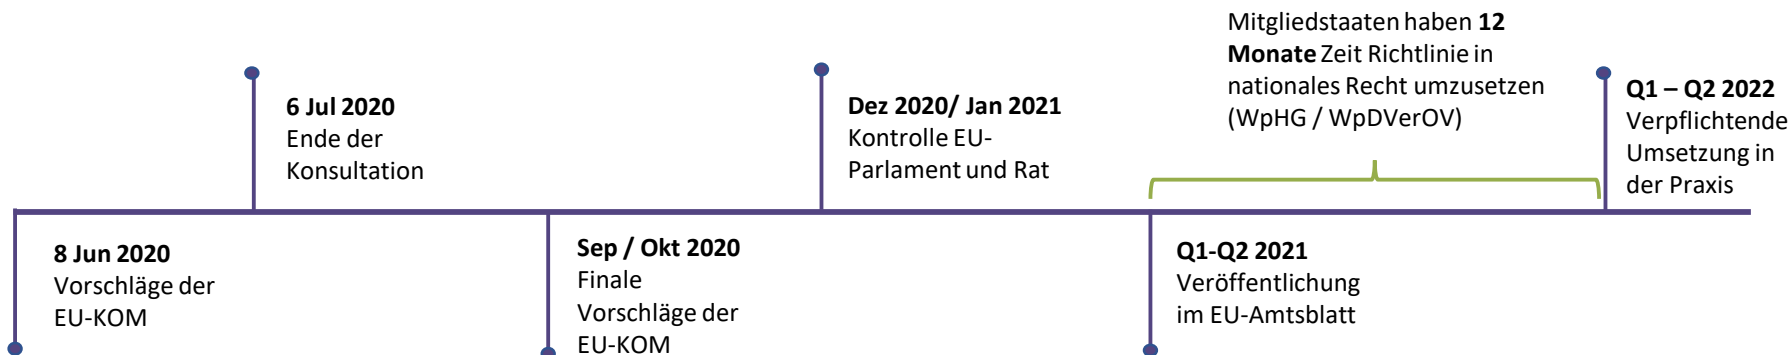 Mitgliedstaaten haben 12
Monate Zeit Richtlinie in
nationales Recht umzusetzen
(WpHG / WpDVerOV)
6 Jul 2020
Ende der
Konsultation
Dez 2020/ Jan 2021
Kontrolle EU-
Parlament und Rat
Q1 – Q2 2022
Verpflichtende
Umsetzung in
der Praxis
8 Jun 2020
Vorschläge der
EU-KOM
Sep / Okt 2020
Finale
Vorschläge der
EU-KOM
Q1-Q2 2021
Veröffentlichung
im EU-Amtsblatt